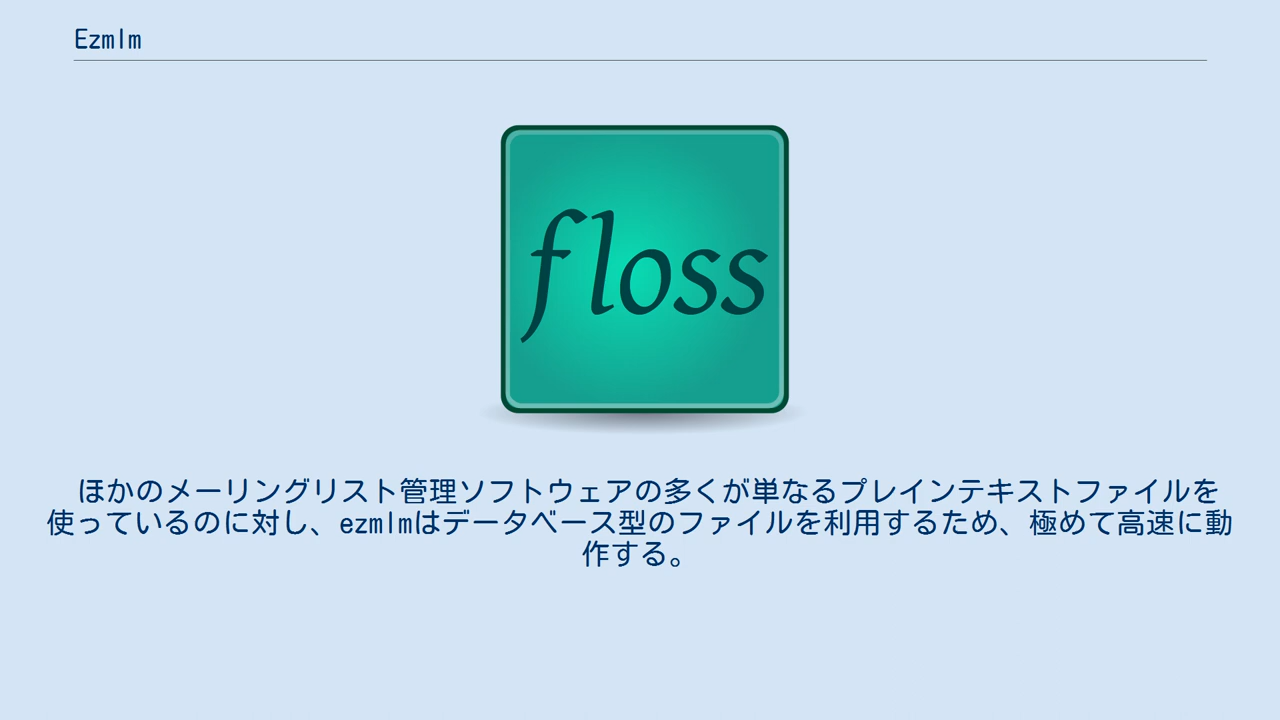 Ezmlm
floss
ほかのメーリングリスト管理ソフトウェアの多くが単なるプレインテキストファイルを
使っているのに対し、ezmlmはデータベース型のファイルを利用するため、極めて高速に動
作する。